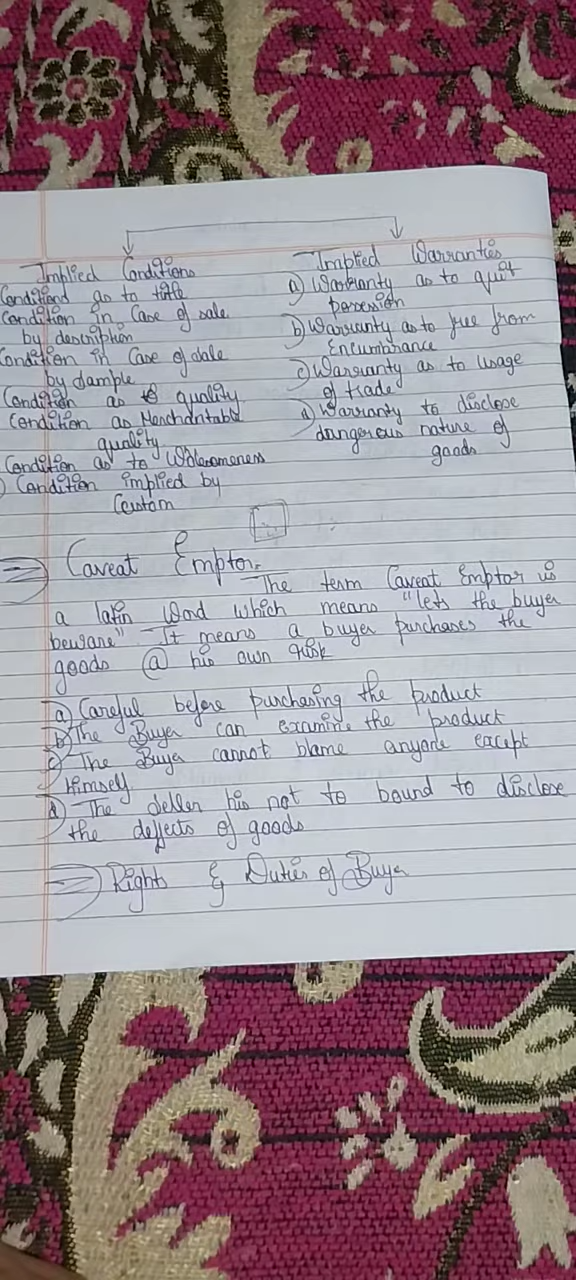 Implied Conditions
Conditiond as to title
Condition in Case of sale
by description
Condition in Case of sale
by sample
Condition as to quality
Condition as Merchantable
quality
Condition as to Wholesomeness
) Condition implied by
Custom
Implied Warranties
a) Warranty as to quit
possession
b) Warranty as to free from
Encumbrance
c) Warranty as to usage
of trade
d) Warranty to disclose
dangerous nature of
goods
Caveat Emptor.
The term Caveat Emptor is
a latin Word which means "lets the buyer
beware" It means a buyer purchases the
goods @ his own risk
a) Careful before purchasing the product
b) The Buyer can examine the product
c) The Buyer cannot blame anyone except
Himself
d) The seller his not to bound to disclose
the defects of goods
Rights & Duties of Buyer